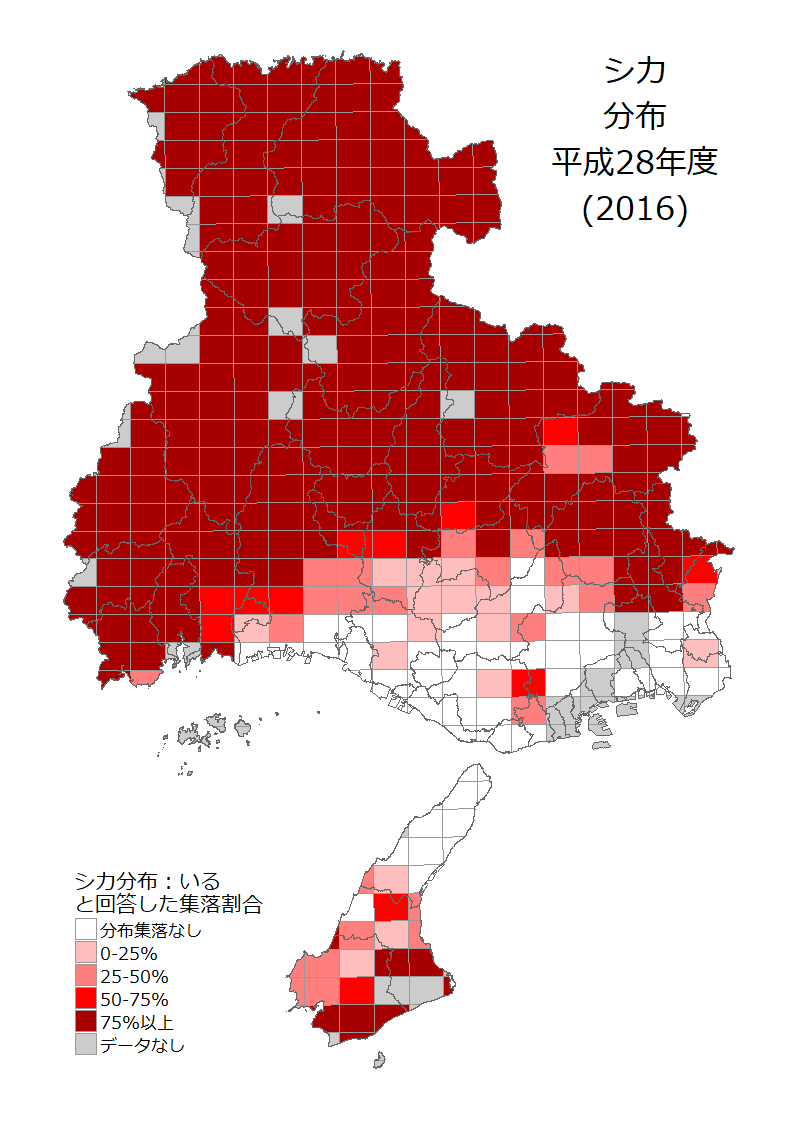 シカ
分布
平成28年度
(2016)
シカ分布：いる
と回答した集落割合
分布集落なし
0-25%
25-50%
50-75%
75%以上
データなし